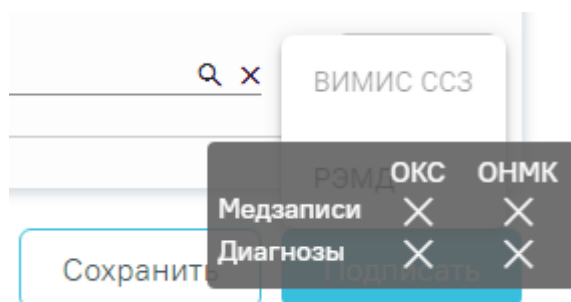 ВИМИС ССЗ
РЭМД ОКС ОНМК
Медзаписи
Диагнозы
Сохранить Подписать